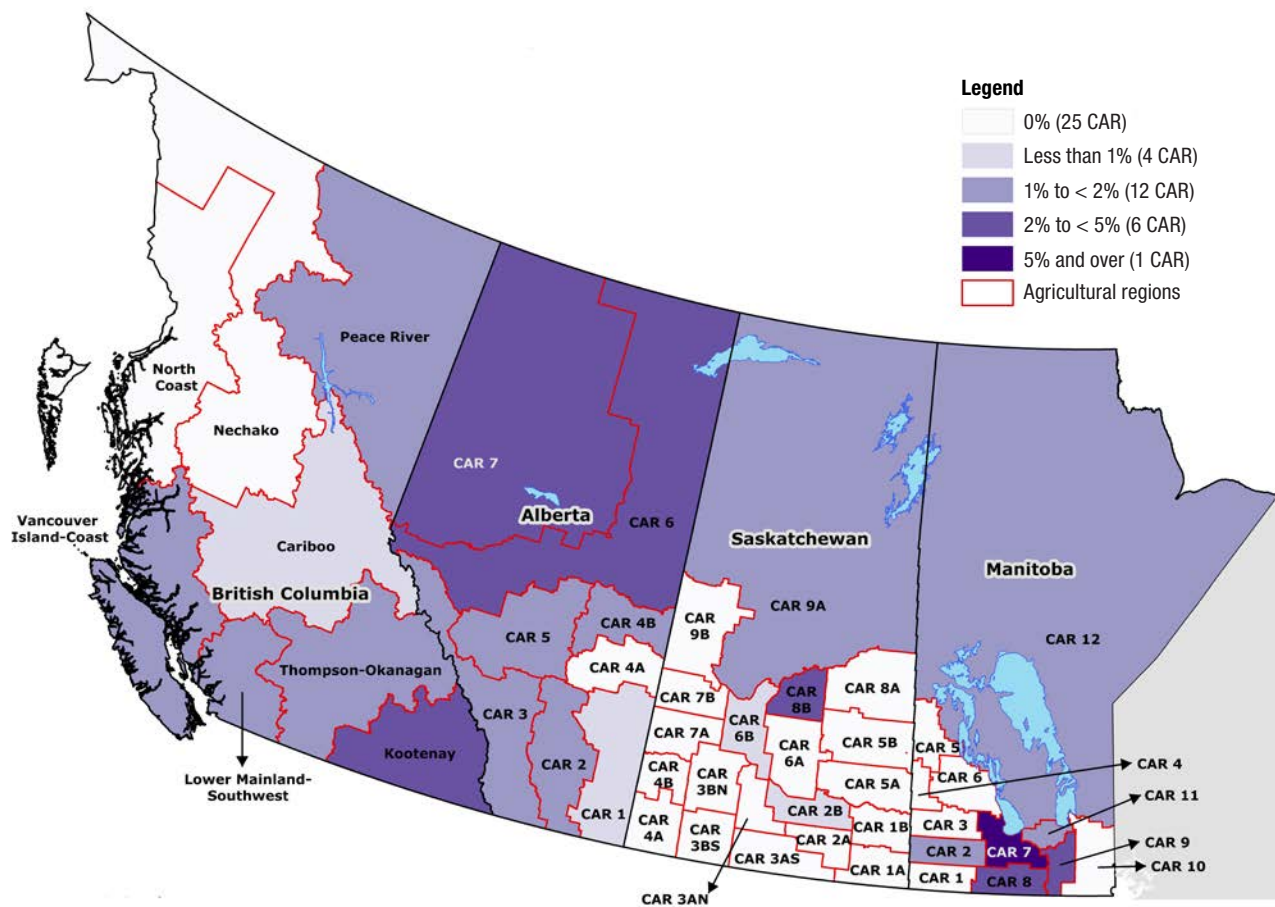 Legend
0% (25 CAR)
Less than 1% (4 CAR)
1% to < 2% (12 CAR)
2% to < 5% (6 CAR)
5% and over (1 CAR)
Agricultural regions
Peace River
North
Coast
Nechako
Cariboo
Vancouver
Island-Coast
British Columbia
Thompson-Okanagan
Kootenay
Lower Mainland-
Southwest
Alberta
CAR 7
CAR 6
CAR 5
CAR 4B
CAR 4A
CAR 3
CAR 2
CAR 1
Saskatchewan
CAR 9A
CAR
9B
CAR
8B
CAR 8A
CAR 7B
CAR
6B
CAR 7A
CAR
6A
CAR 5B
CAR
4B
CAR
3BN
CAR 5A
CAR 2B
CAR
4A
CAR
3BS
CAR 1B
CAR 2A
CAR 3AS
CAR 1A
CAR 3AN
Manitoba
CAR 12
CAR 5
CAR 6
CAR 4
CAR 11
CAR 3
CAR 2
CAR 7
CAR 9
CAR 10
CAR 1
CAR 8